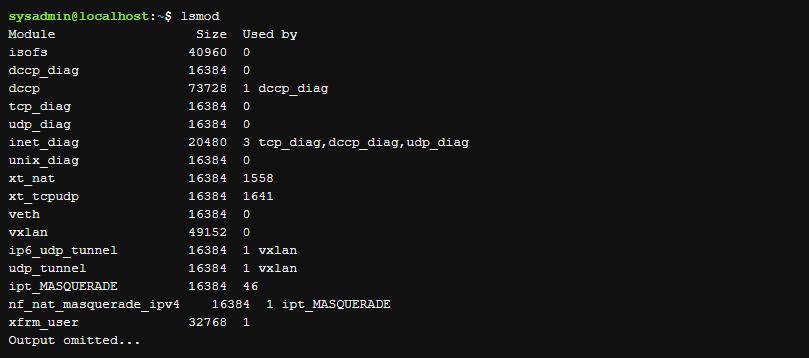 sysadmin@localhost:~$ lsmod
Module                  Size  Used by
isofs                  40960  0
dccp_diag              16384  0
dccp                   73728  1 dccp_diag
tcp_diag               16384  0
udp_diag               16384  0
inet_diag              20480  3 tcp_diag,dccp_diag,udp_diag
unix_diag              16384  0
xt_nat                 16384  1558
xt_tcpudp              16384  1641
veth                   16384  0
vxlan                  49152  0
ip6_udp_tunnel         16384  1 vxlan
udp_tunnel             16384  1 vxlan
ipt_MASQUERADE         16384  46
nf_nat_masquerade_ipv4    16384  1 ipt_MASQUERADE
xfrm_user              32768  1
Output omitted...